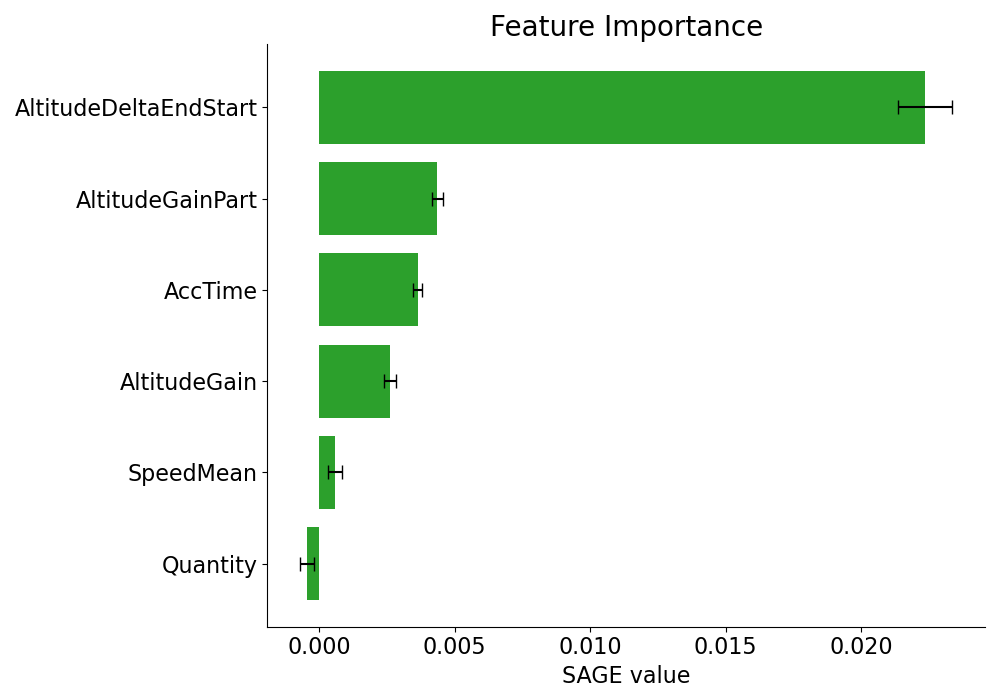 Feature Importance
AltitudeDeltaEndStart
AltitudeGainPart
AccTime
AltitudeGain
SpeedMean
Quantity
0.000 0.005 0.010 0.015 0.020
SAGE value